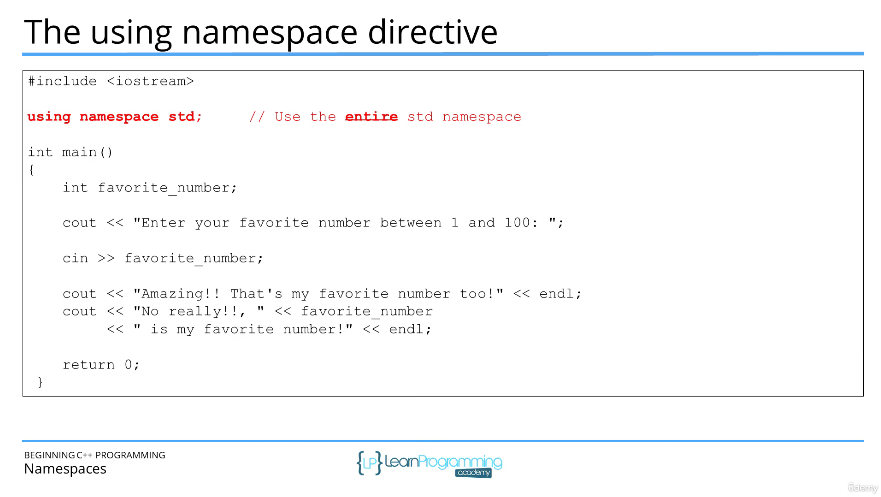 The using namespace directive
#include <iostream>
using namespace std;     // Use the entire std namespace
int main()
{
    int favorite_number;
    cout << "Enter your favorite number between 1 and 100: ";
    cin >> favorite_number;
    cout << "Amazing!! That's my favorite number too!" << endl;
    cout << "No really!!, " << favorite_number
         << " is my favorite number!" << endl;
    return 0;
 }
BEGINNING C++ PROGRAMMING
Namespaces
{LP} LearnProgramming
academy
Udemy